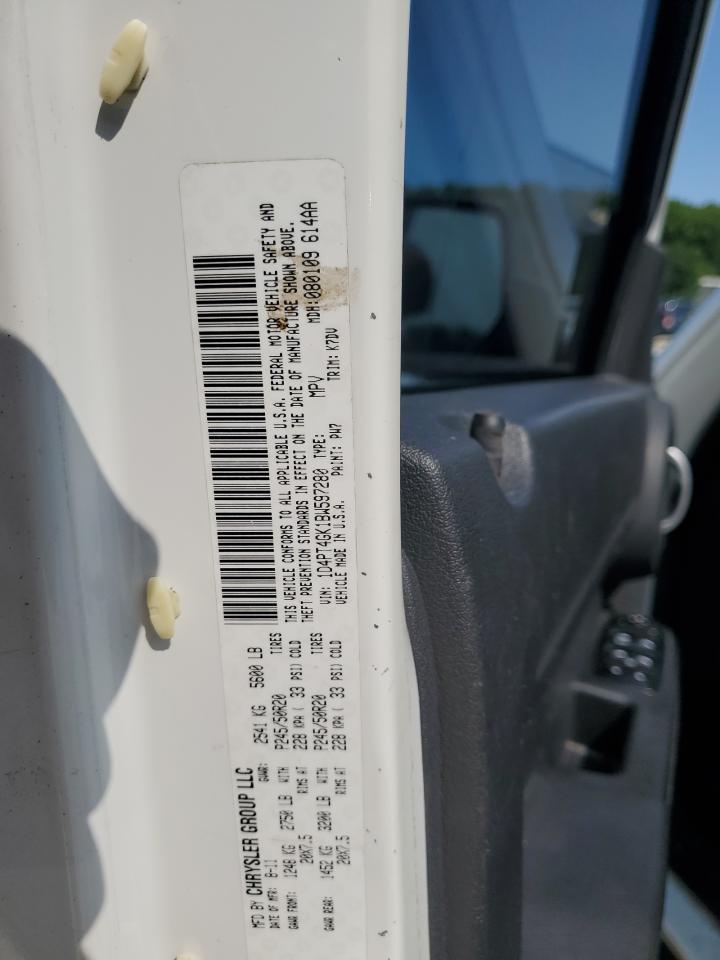 MFD BY CHRYSLER GROUP LLC
DATE OF MFR: 8-11 GVWR: 2541 KG 5600 LB
GAWR FRONT: 1248 KG 2750 LB WITH P245/50R20 TIRES
20X7.5 RIMS AT 228 KPA ( 33 PSI) COLD
GAWR REAR: 1452 KG 3200 LB WITH P245/50R20 TIRES
20X7.5 RIMS AT 228 KPA ( 33 PSI) COLD
THIS VEHICLE CONFORMS TO ALL APPLICABLE U.S.A. FEDERAL MOTOR VEHICLE SAFETY AND
THEFT PREVENTION STANDARDS IN EFFECT ON THE DATE OF MANUFACTURE SHOWN ABOVE.
VIN: 1D4PT4GK1BW597280 TYPE: MPV MDH:080109 614AA
VEHICLE MADE IN U.S.A. PAINT: PW7 TRIM: K7DV